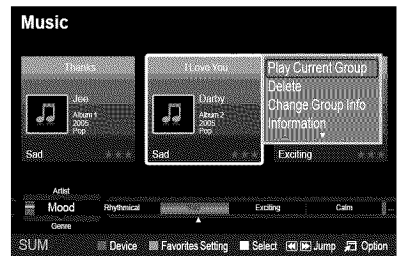 Music
Thanks
Jee
Album 1
2005
Pop
Sad
I Love You
Darby
Album 2
2005
Pop
Sad
Play Current Group
Delete
Change Group Info
Information
Exciting
Artist
Mood
Genre
Rhythmical
Exciting
Calm
SUM
Device
Favorites Setting
Select
Jump
Option